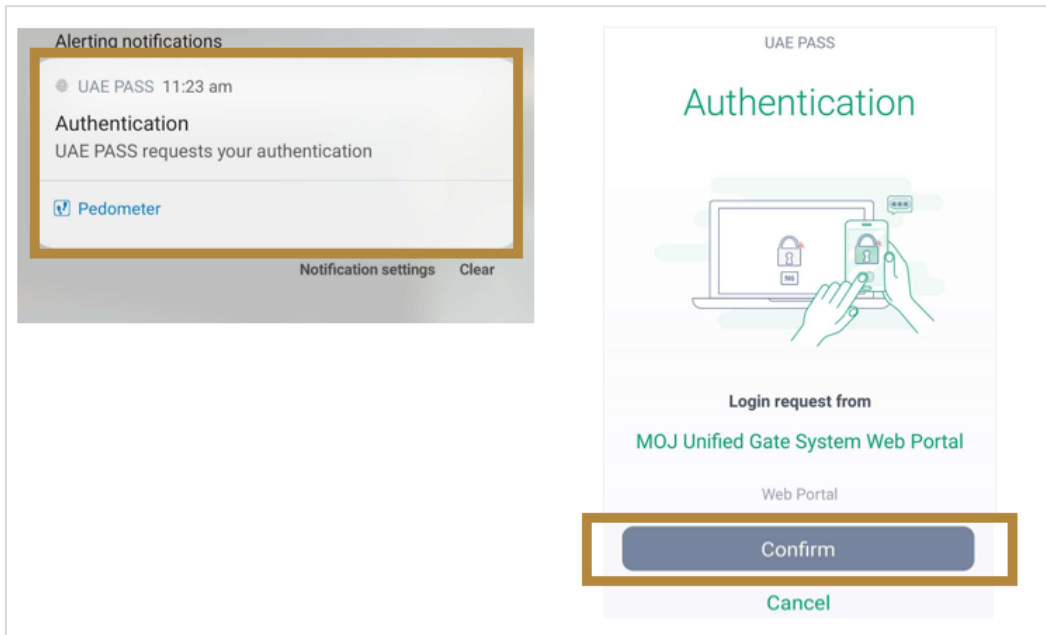 Alerting notifications
UAE PASS 11:23 am
Authentication
UAE PASS requests your authentication
Pedometer
Notification settings Clear
UAE PASS
Authentication
N6
Login request from
MOJ Unified Gate System Web Portal
Web Portal
Confirm
Cancel